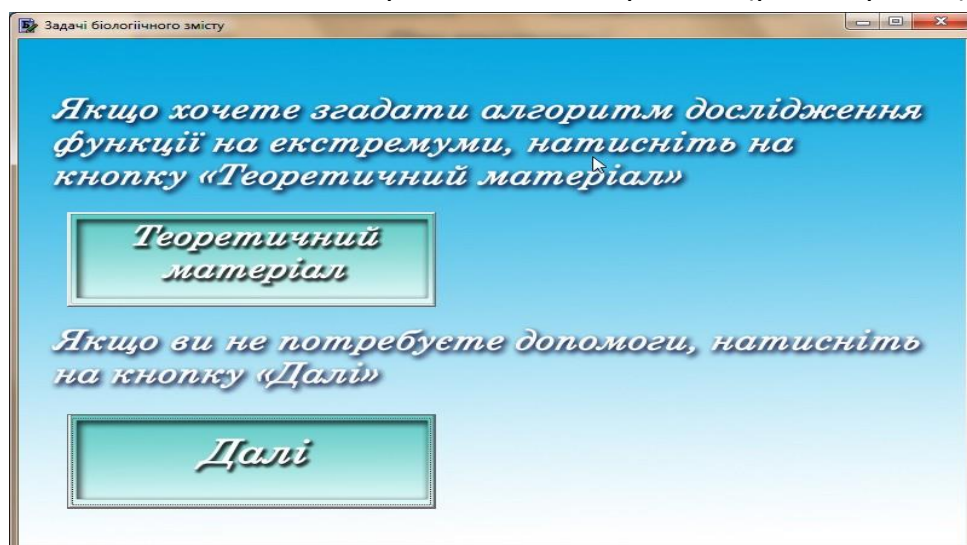 Задачі біологіічного змісту
Якщо хочете згадати алгоритм дослідження
функції на екстремуми, натисніть на
кнопку «Теоретичний матеріал»
Теоретичний
матеріал
Якщо ви не потребуєте допомоги, натисніть
на кнопку «Далі»
Далі